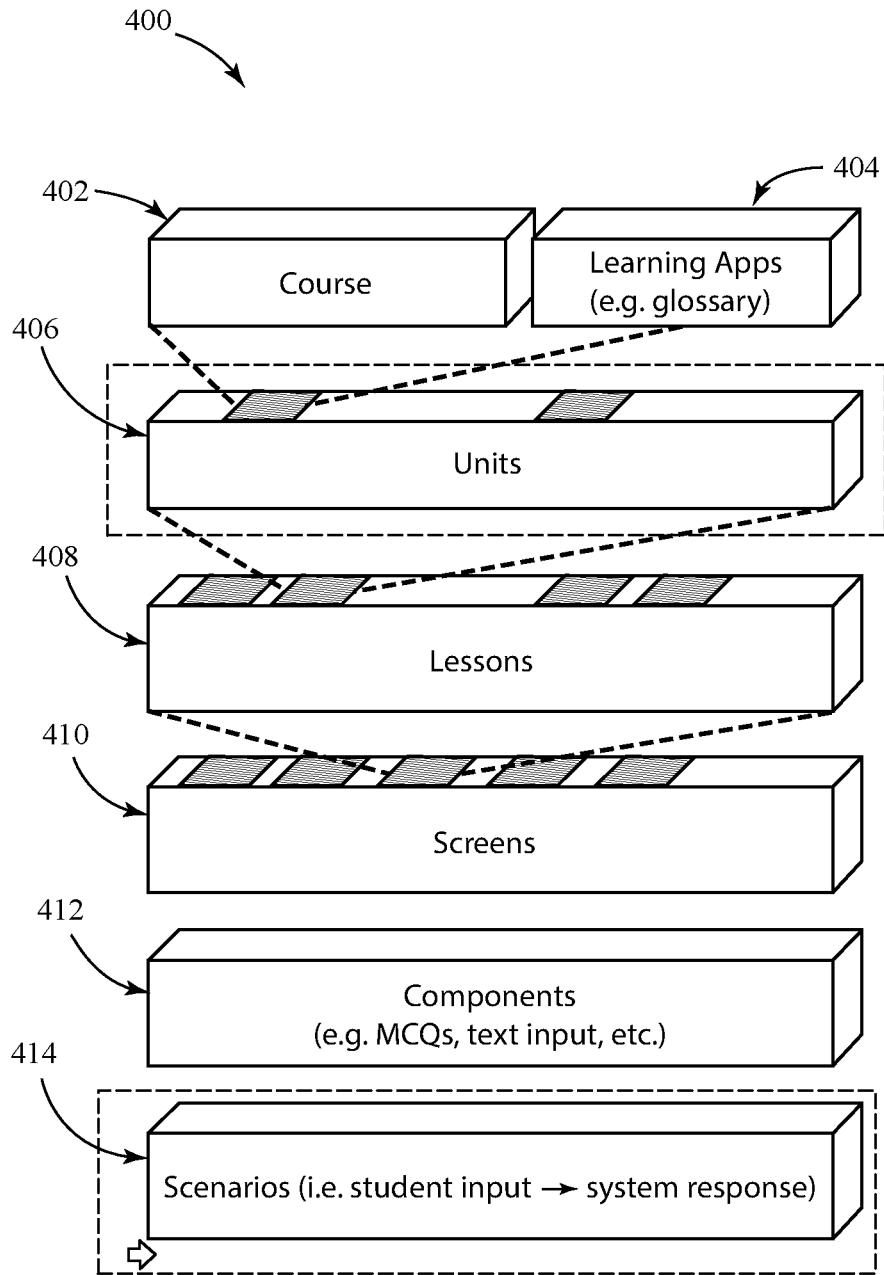 400
402
404
Course
Learning Apps
(e.g. glossary)
406
Units
408
Lessons
410
Screens
412
Components
(e.g. MCQs, text input, etc.)
414
Scenarios (i.e. student input → system response)